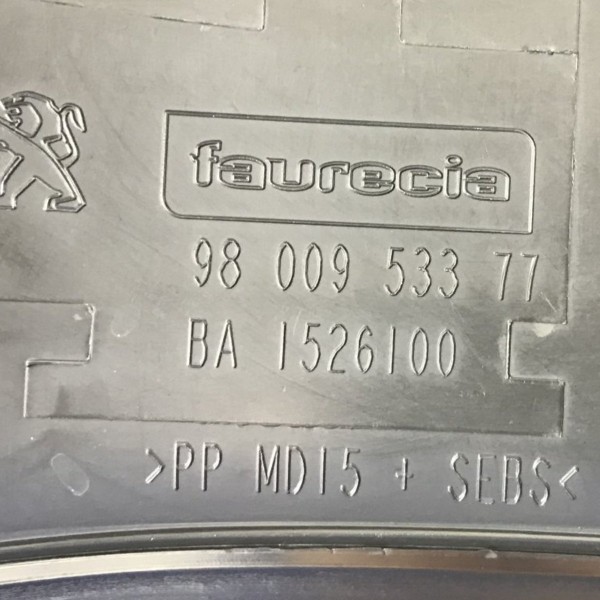 faurecia
98 009 533 77
BA 1526100
>PP MD15 + SEBS<